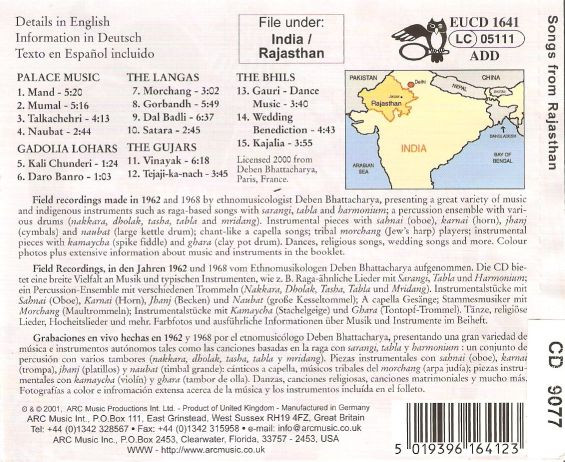 Details in English
Information in Deutsch
Texto en Español incluido
File under:
India /
Rajasthan
EUCD 1641
LC 05111
ADD
Songs from Rajasthan
PALACE MUSIC
1. Mand - 5:20
2. Mumal - 5:16
3. Talkachehri - 4:13
4. Naubat - 2:44
GADOLIA LOHARS
5. Kali Chunderi - 1:24
6. Daro Banro - 1:03
THE LANGAS
7. Morchang - 3:02
8. Gorbandh - 5:49
9. Dal Badli - 6:37
10. Satara - 2:45
THE GUJARS
11. Vinayak - 6:18
12. Tejaji-ka-nach - 3:45
THE BHILS
13. Gauri - Dance
Music - 3:40
14. Wedding
Benediction - 4:43
15. Kajalia - 3:55
Licensed 2000 from
Deben Bhattacharya,
Paris, France.
PAKISTAN
CHINA
Delhi
NEPAL
BHUTAN
Jaipur
Rajasthan
INDIA
BANGLADESH
ARABIAN
SEA
BAY OF
BENGAL
Field recordings made in 1962 and 1968 by ethnomusicologist Deben Bhattacharya, presenting a great variety of
music and indigenous instruments such as raga-based songs with sarangi, tabla and harmonium; a percussion ensemble with vari-
ous drums (nakkara, dholak, tasha, tabla and mridang). Instrumental pieces with sahnai (oboe), karnai (horn), jhanj
(cymbals) and naubat (large kettle drum); chant-like a capella songs; tribal morchang (Jew's harp) players; instrumental
pieces with kamaycha (spike fiddle) and ghara (clay pot drum). Dances, religious songs, wedding songs and more. Colour
photos plus extensive information about music and instruments in the booklet.
Field Recordings, in den Jahren 1962 und 1968 vom Ethnomusikologen Deben Bhattacharya aufgenommen. Die CD bie-
tet eine breite Vielfalt an Musik und typischen Instrumenten, wie z. B. Raga-ähnliche Lieder mit Sarangi, Tabla und Harmonium;
ein Percussion-Ensemble mit verschiedenen Trommeln (Nakkara, Dholak, Tasha, Tabla und Mridang). Instrumentalstücke mit
Sahnai (Oboe), Karnai (Horn), Jhanj (Becken) und Naubat (große Kesseltommel); A capella Gesänge; Stammesmusiker mit
Morchang (Maultrommeln); Instrumentalstücke mit Kamaycha (Stachelgeige) und Ghara (Tontopf-Trommel). Tänze, religiöse
Lieder, Hochzeitslieder und mehr. Farbfotos und ausführliche Informationen über Musik und Instrumente im Beiheft.
Grabaciones en vivo hechas en 1962 y 1968 por el etnomusicólogo Deben Bhattacharya, presentando una gran variedad de
música e instrumentos autónomos tales como canciones basadas en la raga con sarangi, tabla y harmonium: un conjunto de
percusión con varios tambores (nakkara, dholak, tasha, tabla y mridang). Piezas instrumentales con sahnai (oboe), karnai
(trompa), jhanj (platillos) y naubat (timbal grande): cánticos a capella, músicos tribales del morchang (arpa judía); piezas instru-
mentales con kamaycha (violín) y ghara (tambor de olla). Danzas, canciones religiosas, canciones matrimoniales y mucho más.
Fotografías a color e infromación extensa acerca de la música y los instrumentos incluída en el folleto.
CD 9077
℗ & © 2001, ARC Music Productions Int. Ltd. - Product of United Kingdom - Manufactured in Germany
ARC Music Int., P.O.Box 111, East Grinstead, West Sussex RH19 4FZ, Great Britain
Tel: +44 (0)1342 328567 • Fax: +44 (0)1342 315958 • e-mail: info@arcmusic.co.uk
ARC Music Inc., P.O.Box 2453, Clearwater, Florida, 33757 - 2453, USA
WWW - http://www.arcmusic.co.uk
5 019396 164123